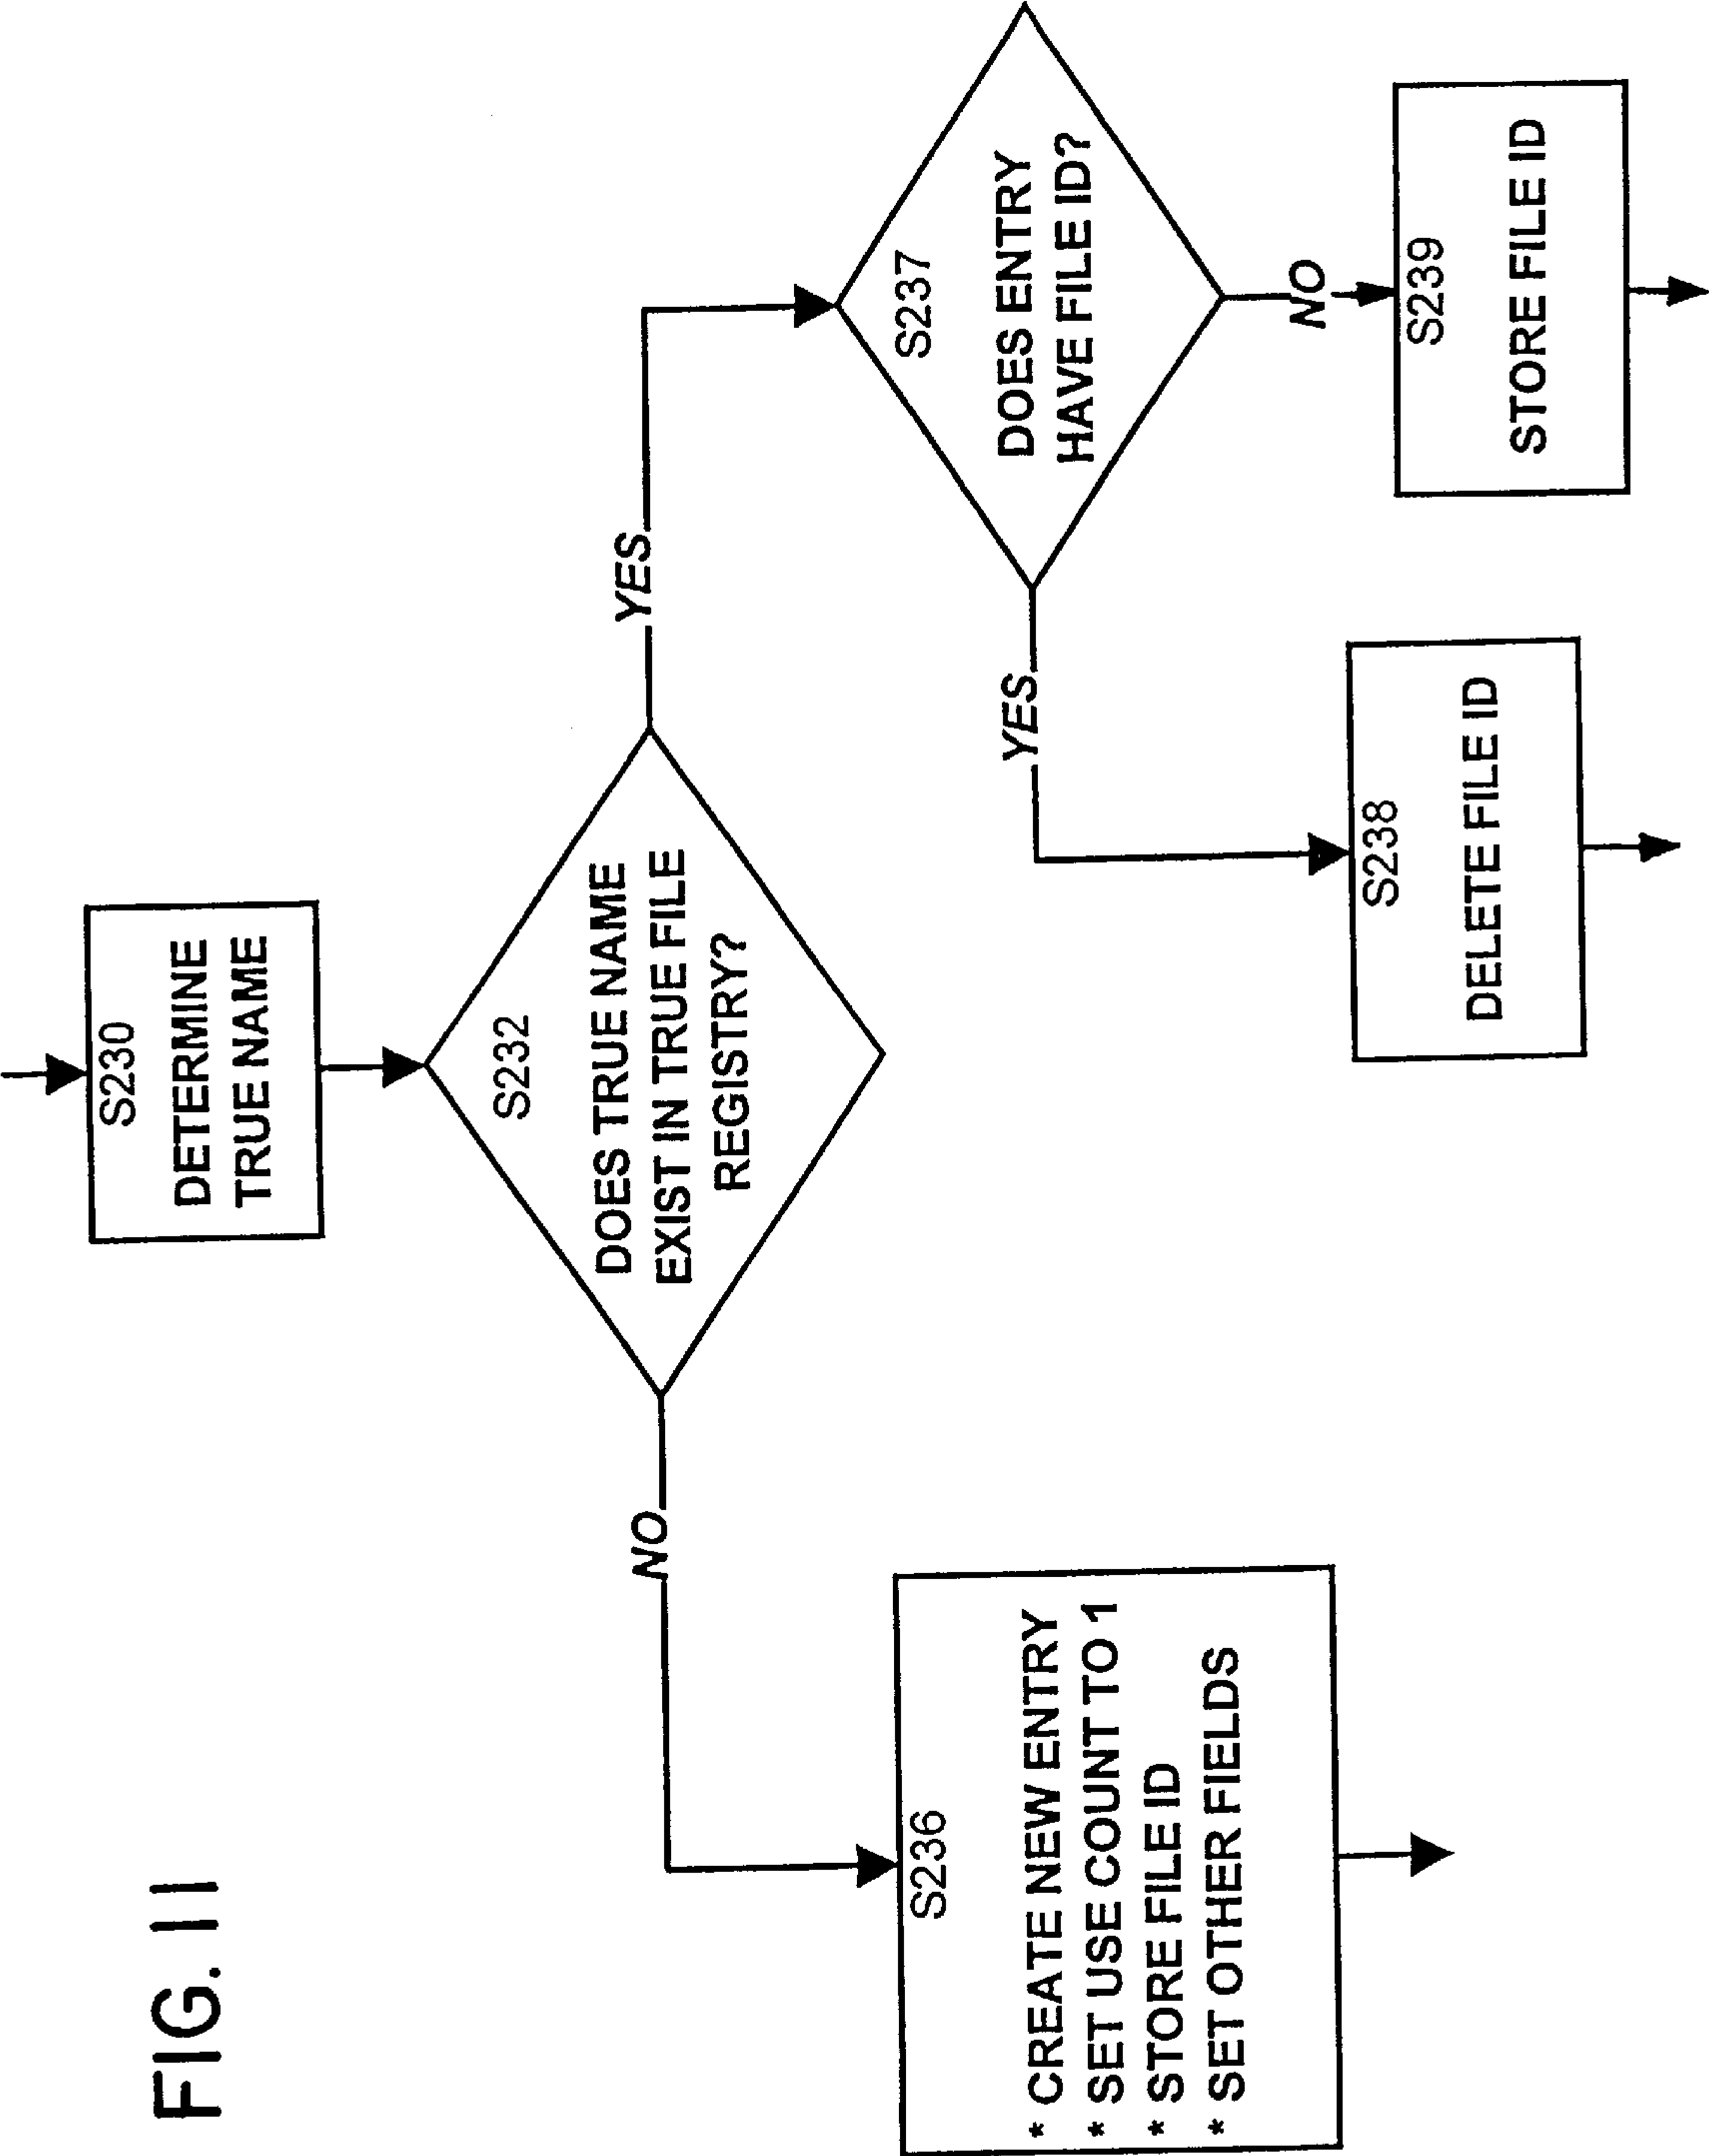 FIG. 11
S230
DETERMINE
TRUE NAME
S232
DOES TRUE NAME
EXIST IN TRUE FILE
REGISTRY?
NO
YES
S236
* CREATE NEW ENTRY
* SET USE COUNT TO 1
* STORE FILE ID
* SET OTHER FIELDS
S237
DOES ENTRY
HAVE FILE ID?
YES
NO
S238
DELETE FILE ID
S239
STORE FILE ID